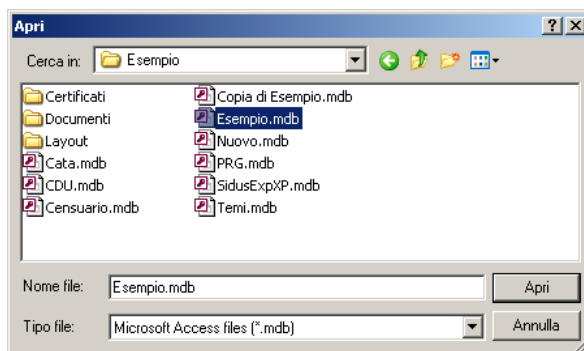 Apri
Cerca in: Esempio
Certificati
Documenti
Layout
Cata.mdb
CDU.mdb
Censuario.mdb
Copia di Esempio.mdb
Esempio.mdb
Nuovo.mdb
PRG.mdb
SidusExpXP.mdb
Temi.mdb
Nome file: Esempio.mdb Apri
Tipo file: Microsoft Access files (*.mdb) Annulla